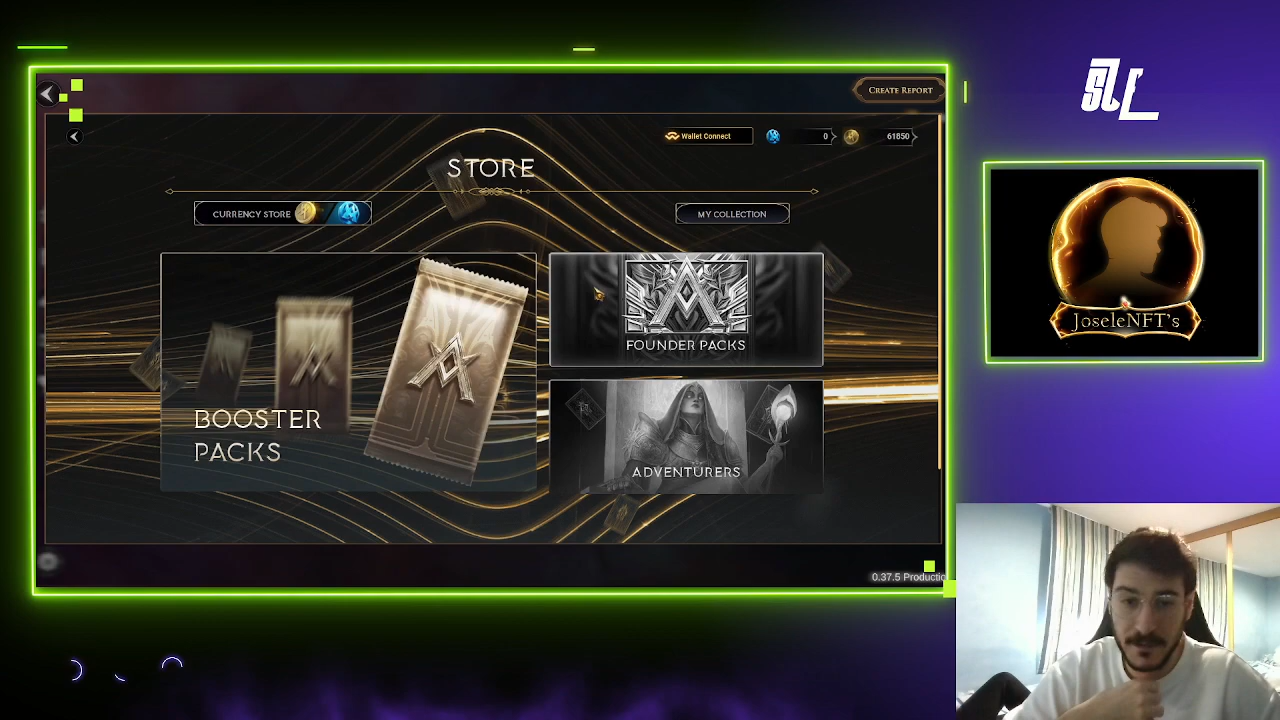 CREATE REPORT
Wallet Connect
0
61850
STORE
CURRENCY STORE
MY COLLECTION
FOUNDER PACKS
BOOSTER
PACKS
ADVENTURERS
JoseleNFT's
0.37.5 Productio